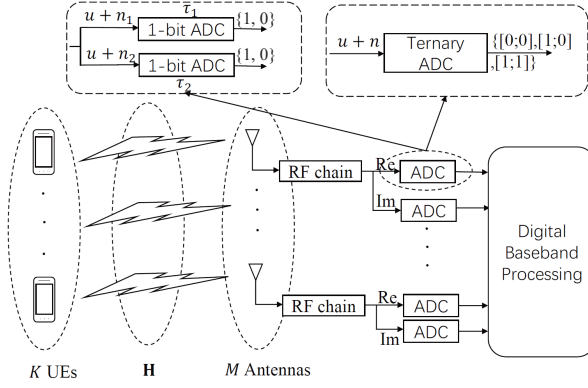 τ₁
u + n₁
1-bit ADC
{1, 0}
u + n₂
1-bit ADC
{1, 0}
τ₂
u + n
Ternary
ADC
{[0;0],[1;0]
,[1;1]}
RF chain
Re
ADC
Im
ADC
RF chain
Re
ADC
Im
ADC
Digital
Baseband
Processing
K UEs
H
M Antennas